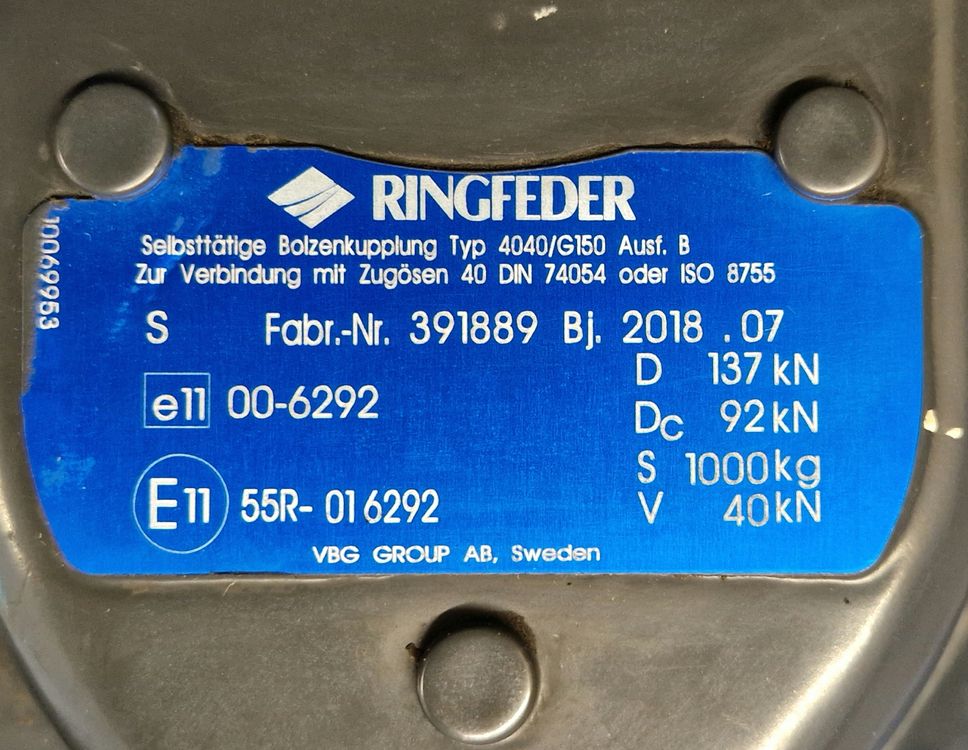 RINGFEDER
Selbsttätige Bolzenkupplung Typ 4040/G150 Ausf. B
Zur Verbindung mit Zugösen 40 DIN 74054 oder ISO 8755
10069953
S Fabr.-Nr. 391889 Bj. 2018 .07
D 137 kN
e11 00-6292
Dc 92 kN
S 1000 kg
E11 55R- 01 6292
V 40 kN
VBG GROUP AB, Sweden